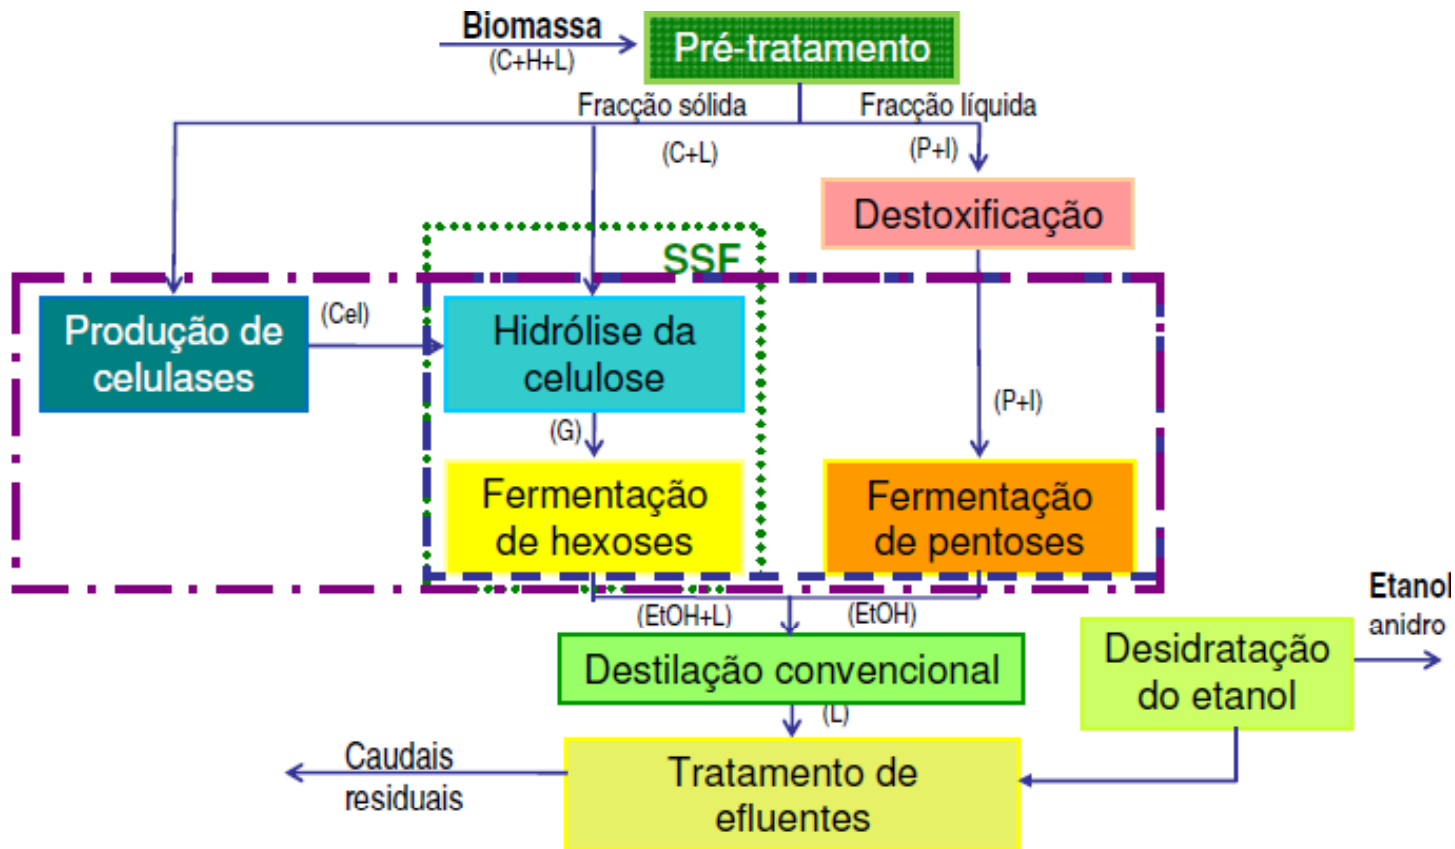 Biomassa
(C+H+L)
Pré-tratamento
Fracção sólida
Fracção líquida
(C+L)
(P+I)
Destoxificação
SSF
Produção de
celulases
(Cel)
Hidrólise da
celulose
(G)
(P+I)
Fermentação
de hexoses
Fermentação
de pentoses
(EtOH+L)
(EtOH)
Etanol
anidro
Destilação convencional
Desidratação
do etanol
(L)
Caudais
residuais
Tratamento de
efluentes